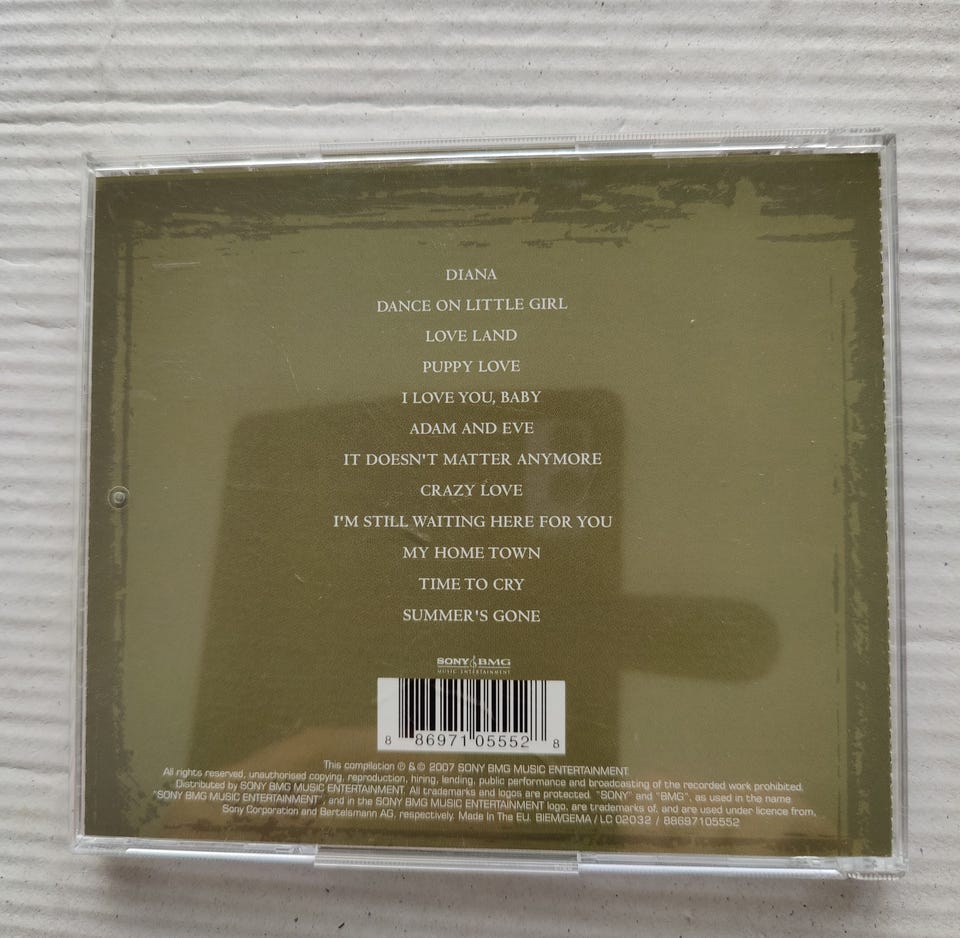 DIANA
DANCE ON LITTLE GIRL
LOVE LAND
PUPPY LOVE
I LOVE YOU, BABY
ADAM AND EVE
IT DOESN'T MATTER ANYMORE
CRAZY LOVE
I'M STILL WAITING HERE FOR YOU
MY HOME TOWN
TIME TO CRY
SUMMER'S GONE
SONY BMG
MUSIC ENTERTAINMENT
8 86971 05552 8
This compilation ℗ & © 2007 SONY BMG MUSIC ENTERTAINMENT.
All rights reserved, unauthorised copying, reproduction, hiring, lending, public performance and broadcasting of the recorded work prohibited.
Distributed by SONY BMG MUSIC ENTERTAINMENT. All trademarks and logos are protected. "SONY" and "BMG", as used in the name
"SONY BMG MUSIC ENTERTAINMENT", and in the SONY BMG MUSIC ENTERTAINMENT logo, are trademarks of, and are used under licence from,
Sony Corporation and Bertelsmann AG, respectively. Made In The EU. BIEM/GEMA / LC 02032 / 88697105552